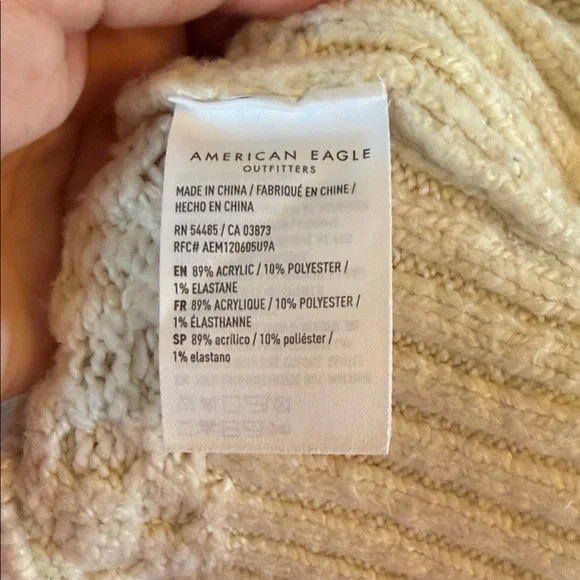 AMERICAN EAGLE
OUTFITTERS
MADE IN CHINA / FABRIQUÉ EN CHINE /
HECHO EN CHINA
RN 54485 / CA 03873
RFC# AEM120605U9A
EN 89% ACRYLIC / 10% POLYESTER /
1% ELASTANE
FR 89% ACRYLIQUE / 10% POLYESTER /
1% ÉLASTHANNE
SP 89% acrílico / 10% poliéster /
1% elastano